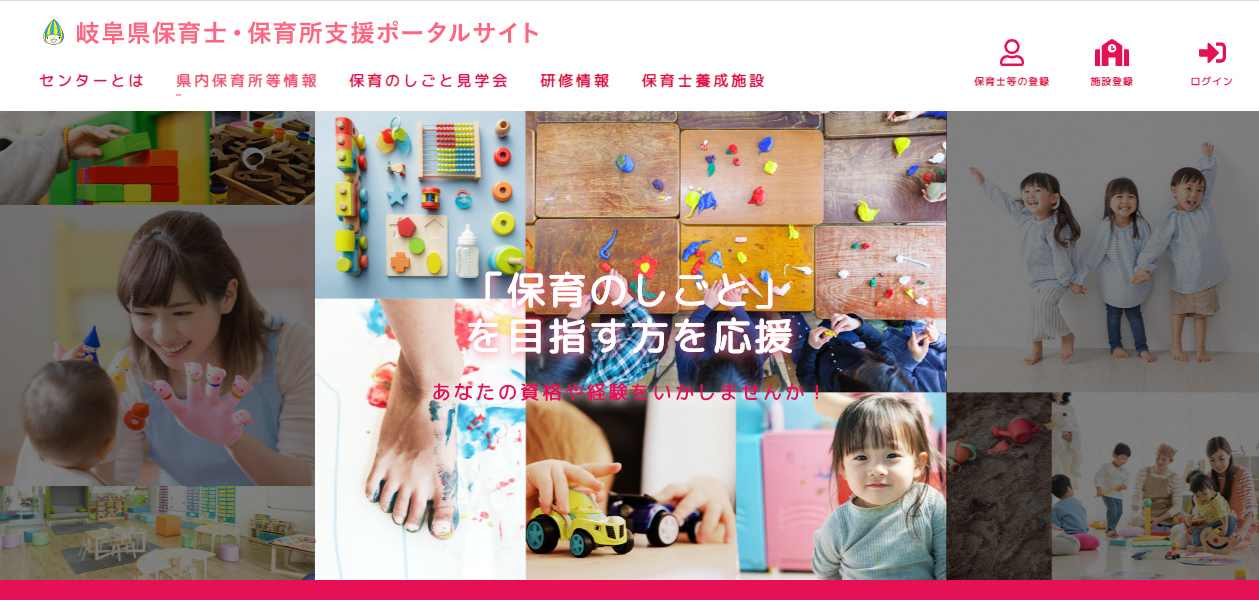 岐阜県保育士・保育所支援ポータルサイト
センターとは
県内保育所等情報
保育のしごと見学会
研修情報
保育士養成施設
保育士等の登録
施設登録
ログイン
「保育のしごと」
を目指す方を応援
あなたの資格や経験をいかしませんか！